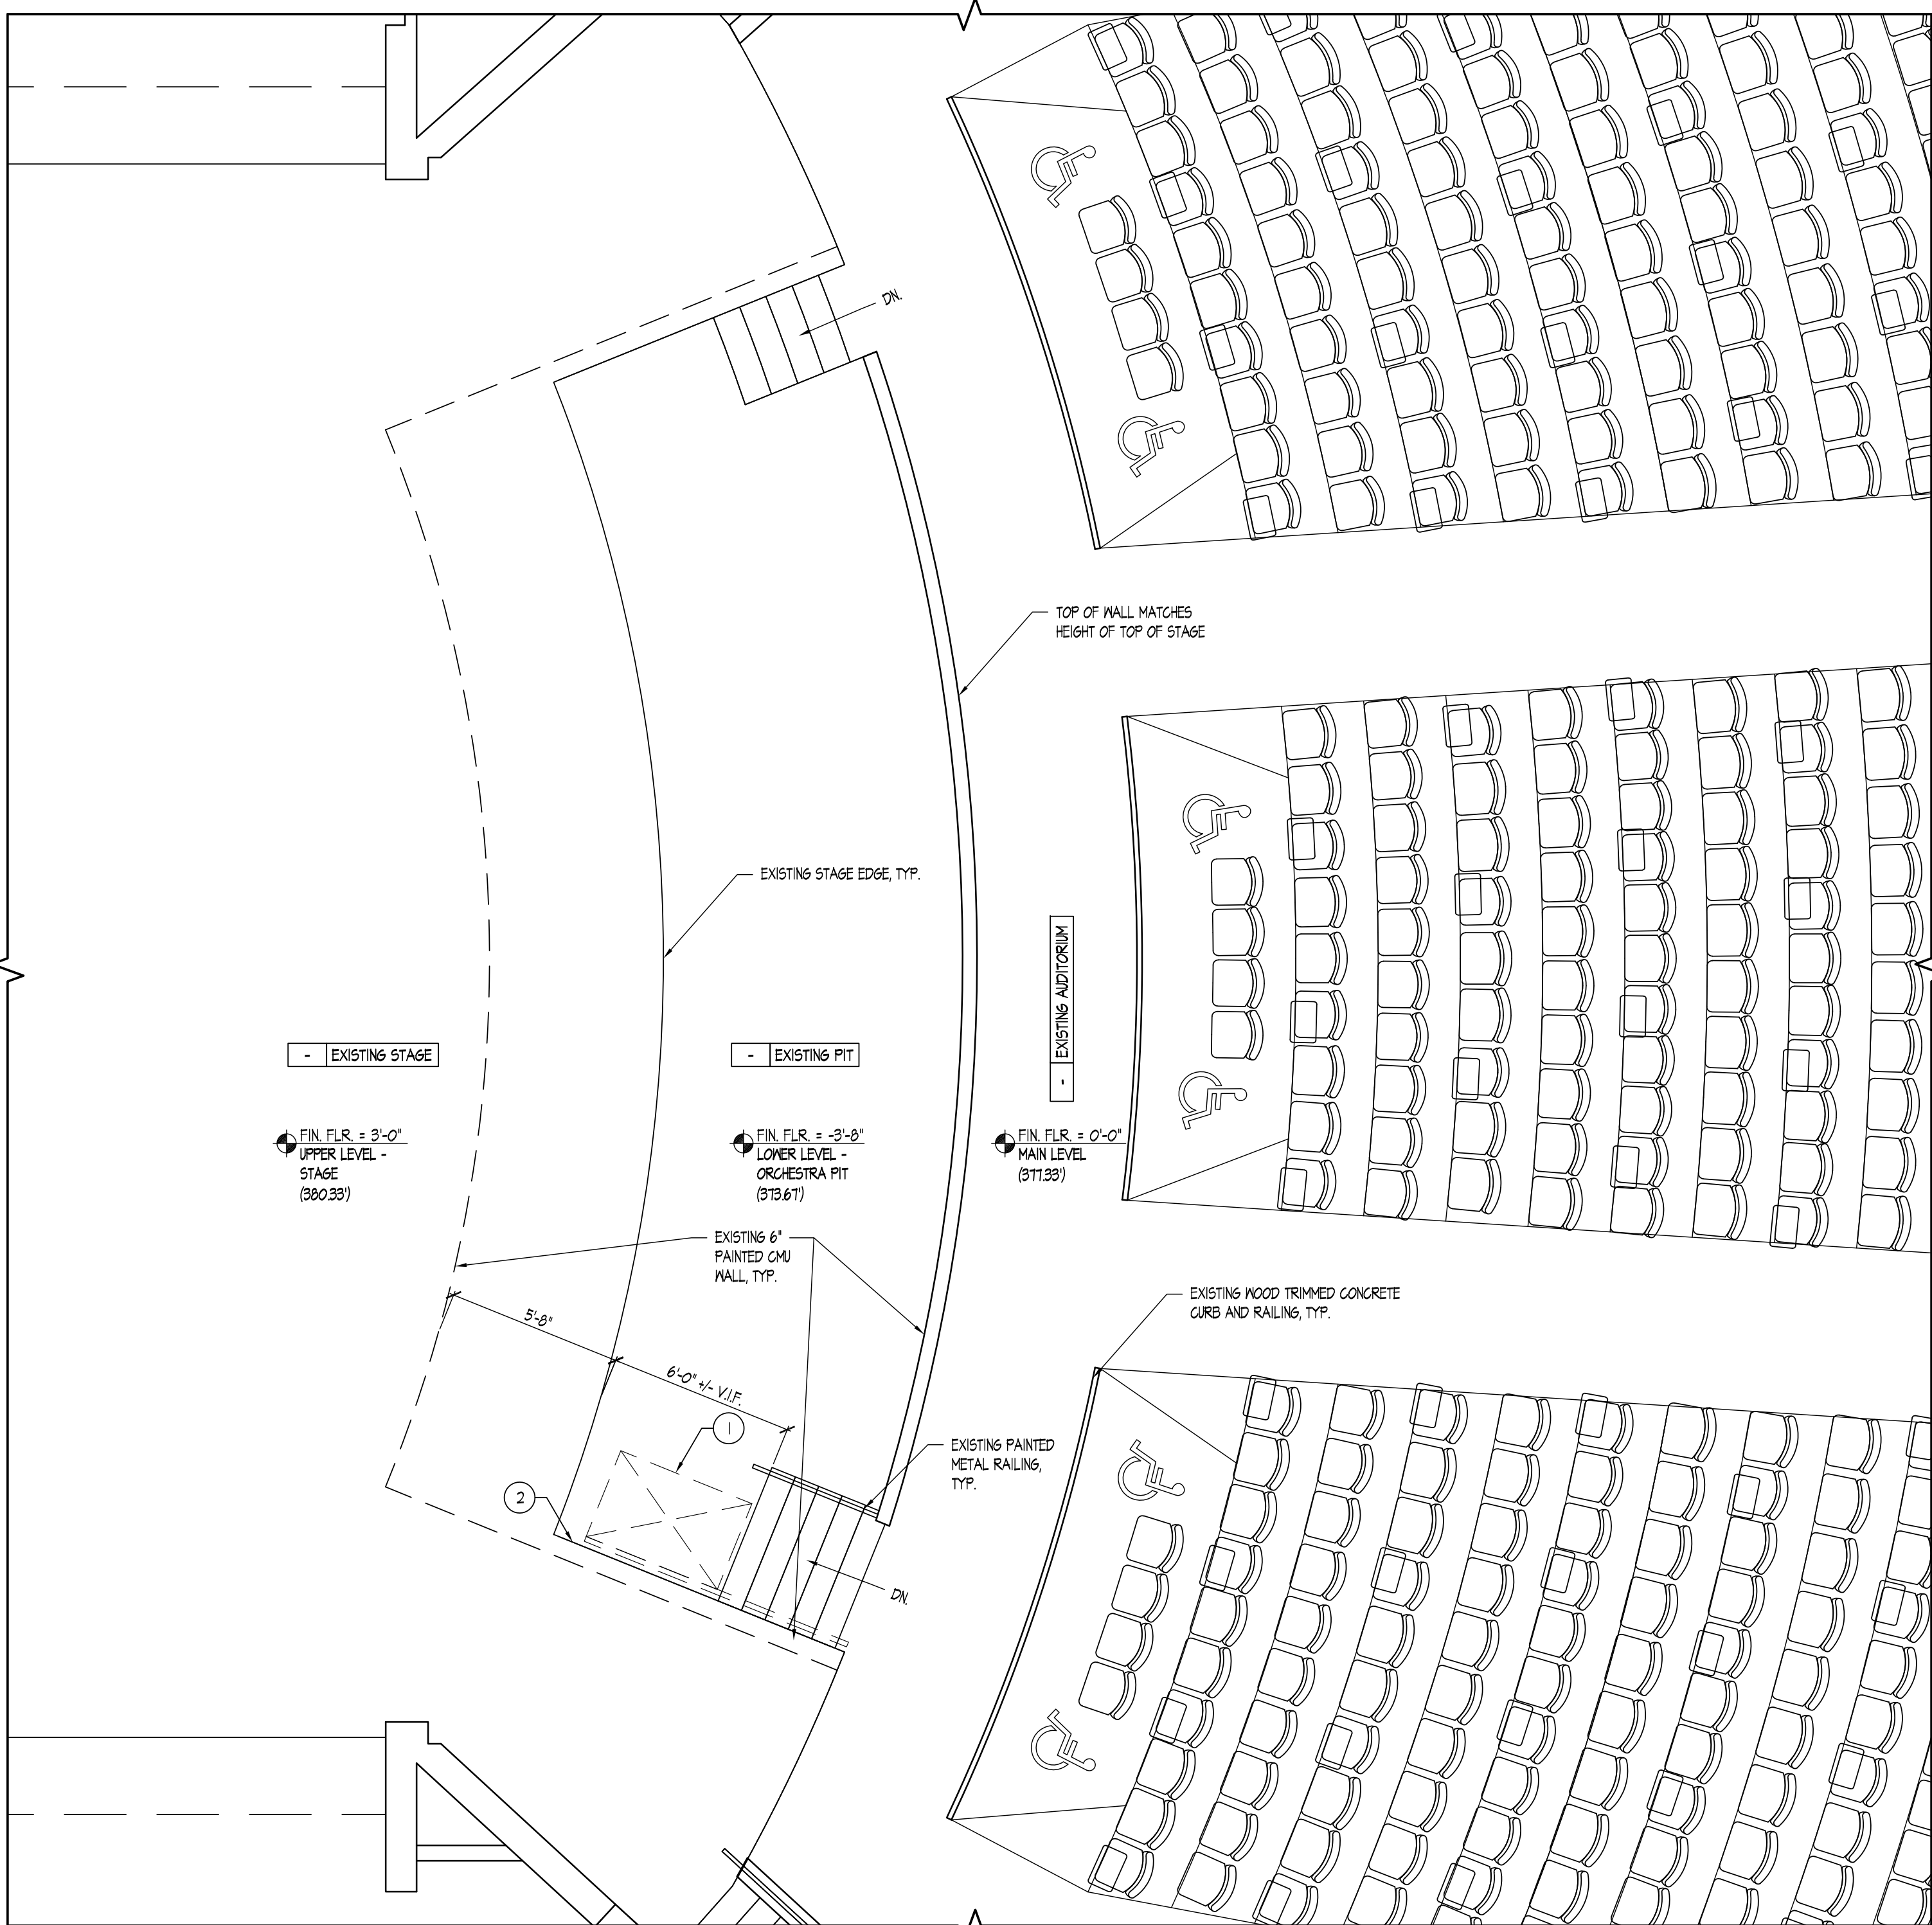 DN.
TOP OF WALL MATCHES
HEIGHT OF TOP OF STAGE
EXISTING STAGE EDGE, TYP.
- EXISTING AUDITORIUM
- EXISTING STAGE
- EXISTING PIT
FIN. FLR. = 3'-0"
UPPER LEVEL -
STAGE
(380.33')
FIN. FLR. = -3'-8"
LOWER LEVEL -
ORCHESTRA PIT
(373.67')
FIN. FLR. = 0'-0"
MAIN LEVEL
(377.33')
EXISTING 6"
PAINTED CMU
WALL, TYP.
EXISTING WOOD TRIMMED CONCRETE
CURB AND RAILING, TYP.
5'-8"
6'-0" +/- V.I.F.
1
EXISTING PAINTED
METAL RAILING,
TYP.
2
DN.